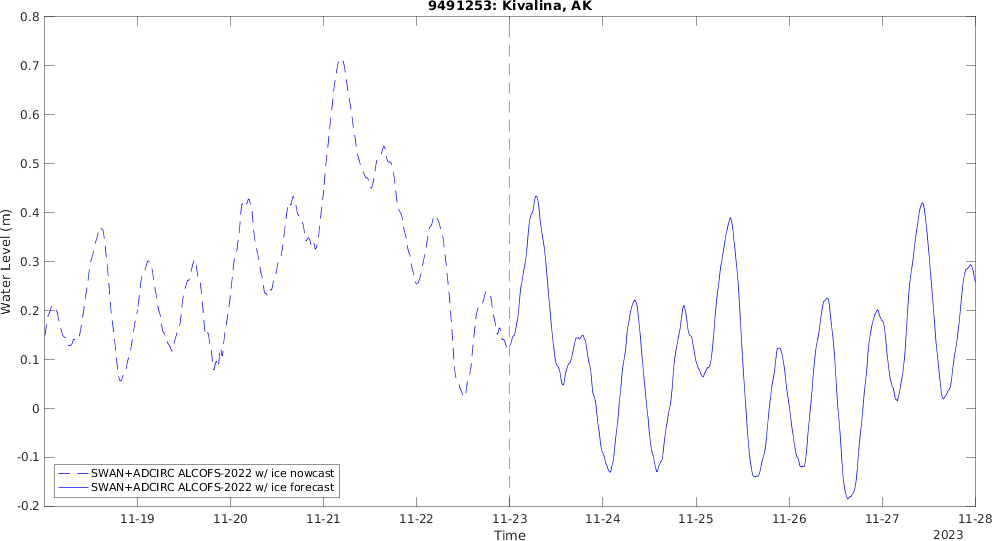 9491253: Kivalina, AK
0.8
0.7
0.6
0.5
0.4
0.3
0.2
0.1
0
-0.1
-0.2
Water Level (m)
SWAN+ADCIRC ALCOFS-2022 w/ ice nowcast
SWAN+ADCIRC ALCOFS-2022 w/ ice forecast
11-19 11-20 11-21 11-22 11-23 11-24 11-25 11-26 11-27 11-28
Time
2023